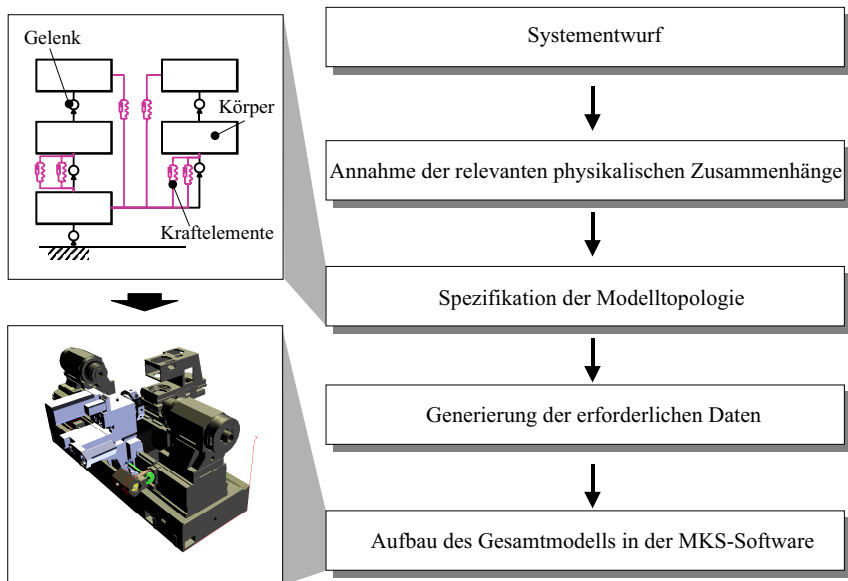 Gelenk
Körper
Kraftelemente
Systementwurf
Annahme der relevanten physikalischen Zusammenhänge
Spezifikation der Modelltopologie
Generierung der erforderlichen Daten
Aufbau des Gesamtmodells in der MKS-Software